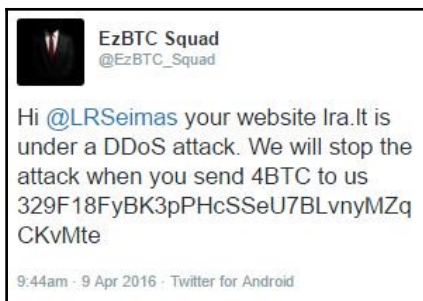 EzBTC Squad
@EzBTC_Squad
Hi @LRSeimas your website lra.lt is
under a DDoS attack. We will stop the
attack when you send 4BTC to us
329F18FyBK3pPHcSSeU7BLvnyMZq
CKvMte
9:44am · 9 Apr 2016 · Twitter for Android